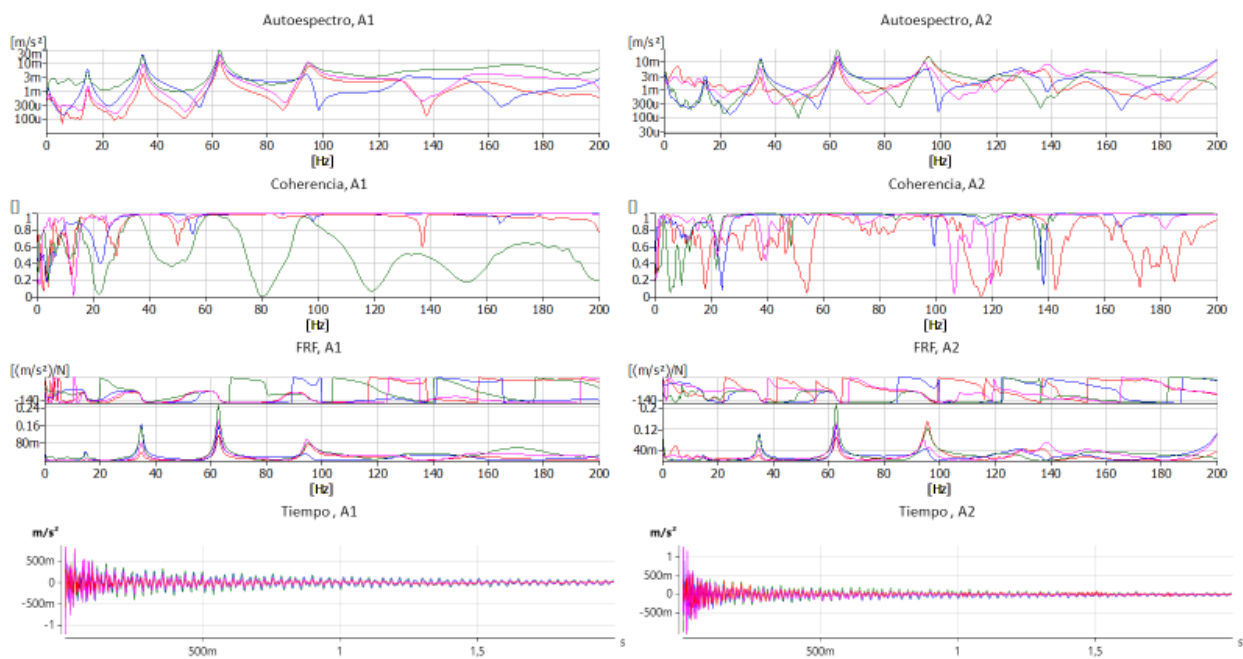 Autoespectro, A1
[m/s²]
30m
10m
3m
1m
300u
100u
0 20 40 60 80 100 120 140 160 180 200
[Hz]
Autoespectro, A2
[m/s²]
10m
3m
1m
300u
100u
30u
0 20 40 60 80 100 120 140 160 180 200
[Hz]
Coherencia, A1
[]
1
0.8
0.6
0.4
0.2
0
0 20 40 60 80 100 120 140 160 180 200
[Hz]
Coherencia, A2
[]
1
0.8
0.6
0.4
0.2
0
0 20 40 60 80 100 120 140 160 180 200
[Hz]
FRF, A1
[(m/s²)/N]
-140
0.24
0.16
80m
0 20 40 60 80 100 120 140 160 180 200
[Hz]
FRF, A2
[(m/s²)/N]
-140
0.2
0.12
40m
0 20 40 60 80 100 120 140 160 180 200
[Hz]
Tiempo , A1
m/s²
500m
0
-500m
-1
500m 1 1,5 s
Tiempo , A2
m/s²
1
500m
0
-500m
500m 1 1,5 s